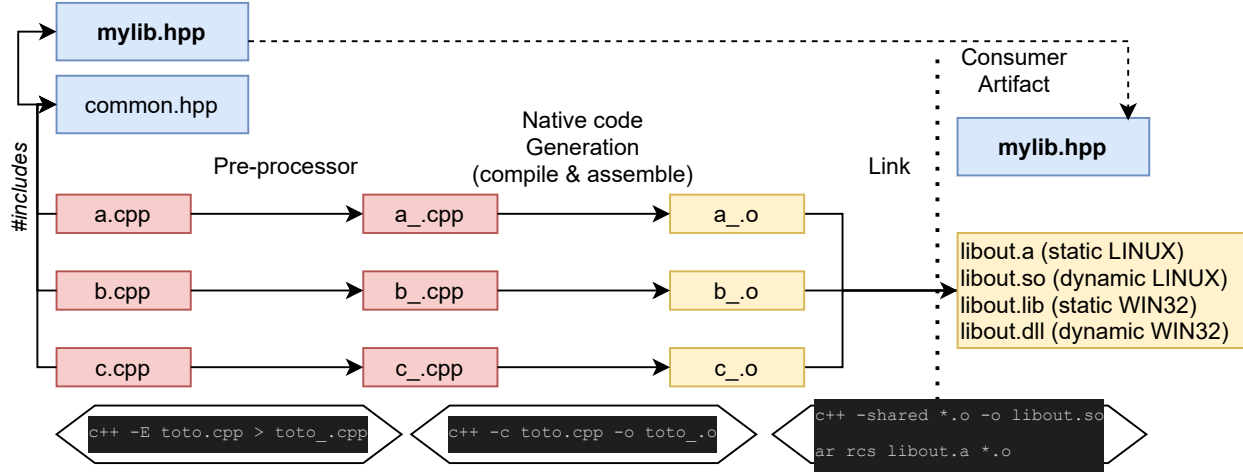 mylib.hpp
common.hpp
Consumer
Artifact
mylib.hpp
#includes
Pre-processor
Native code
Generation
(compile & assemble)
Link
a.cpp
a_.cpp
a_.o
b.cpp
b_.cpp
b_.o
c.cpp
c_.cpp
c_.o
libout.a (static LINUX)
libout.so (dynamic LINUX)
libout.lib (static WIN32)
libout.dll (dynamic WIN32)
c++ -E toto.cpp > toto_.cpp
c++ -c toto.cpp -o toto_.o
c++ -shared *.o -o libout.so
ar rcs libout.a *.o